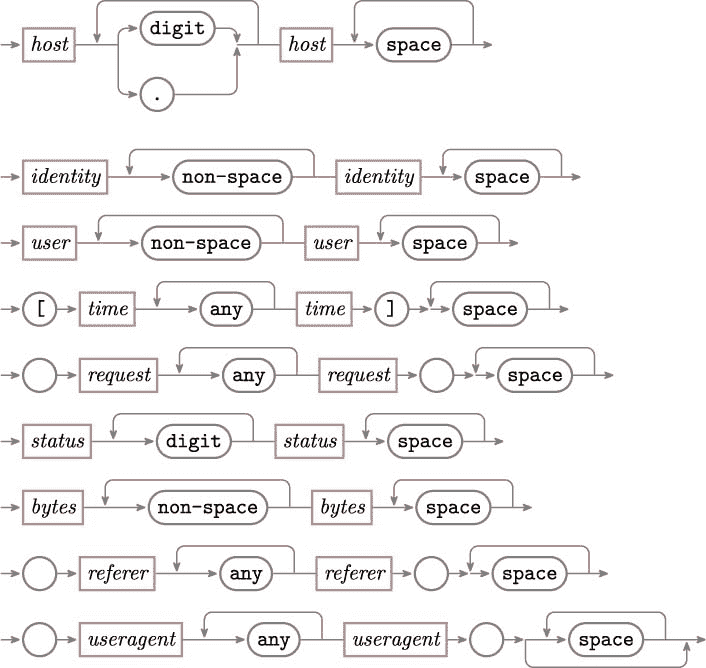 host digit host space
.
identity non-space identity space
user non-space user space
[ time any time ] space
request any request space
status digit status space
bytes non-space bytes space
referer any referer space
useragent any useragent space